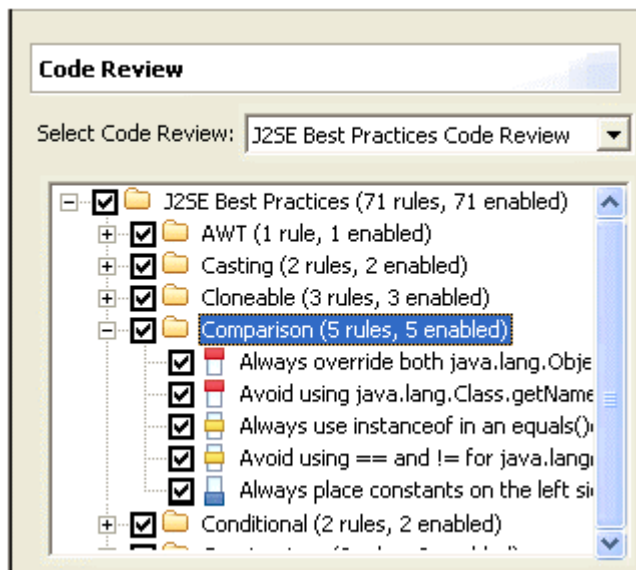 Code Review
Select Code Review: J2SE Best Practices Code Review
J2SE Best Practices (71 rules, 71 enabled)
AWT (1 rule, 1 enabled)
Casting (2 rules, 2 enabled)
Cloneable (3 rules, 3 enabled)
Comparison (5 rules, 5 enabled)
Always override both java.lang.Obje
Avoid using java.lang.Class.getName
Always use instanceof in an equals()
Avoid using == and != for java.lang
Always place constants on the left si
Conditional (2 rules, 2 enabled)